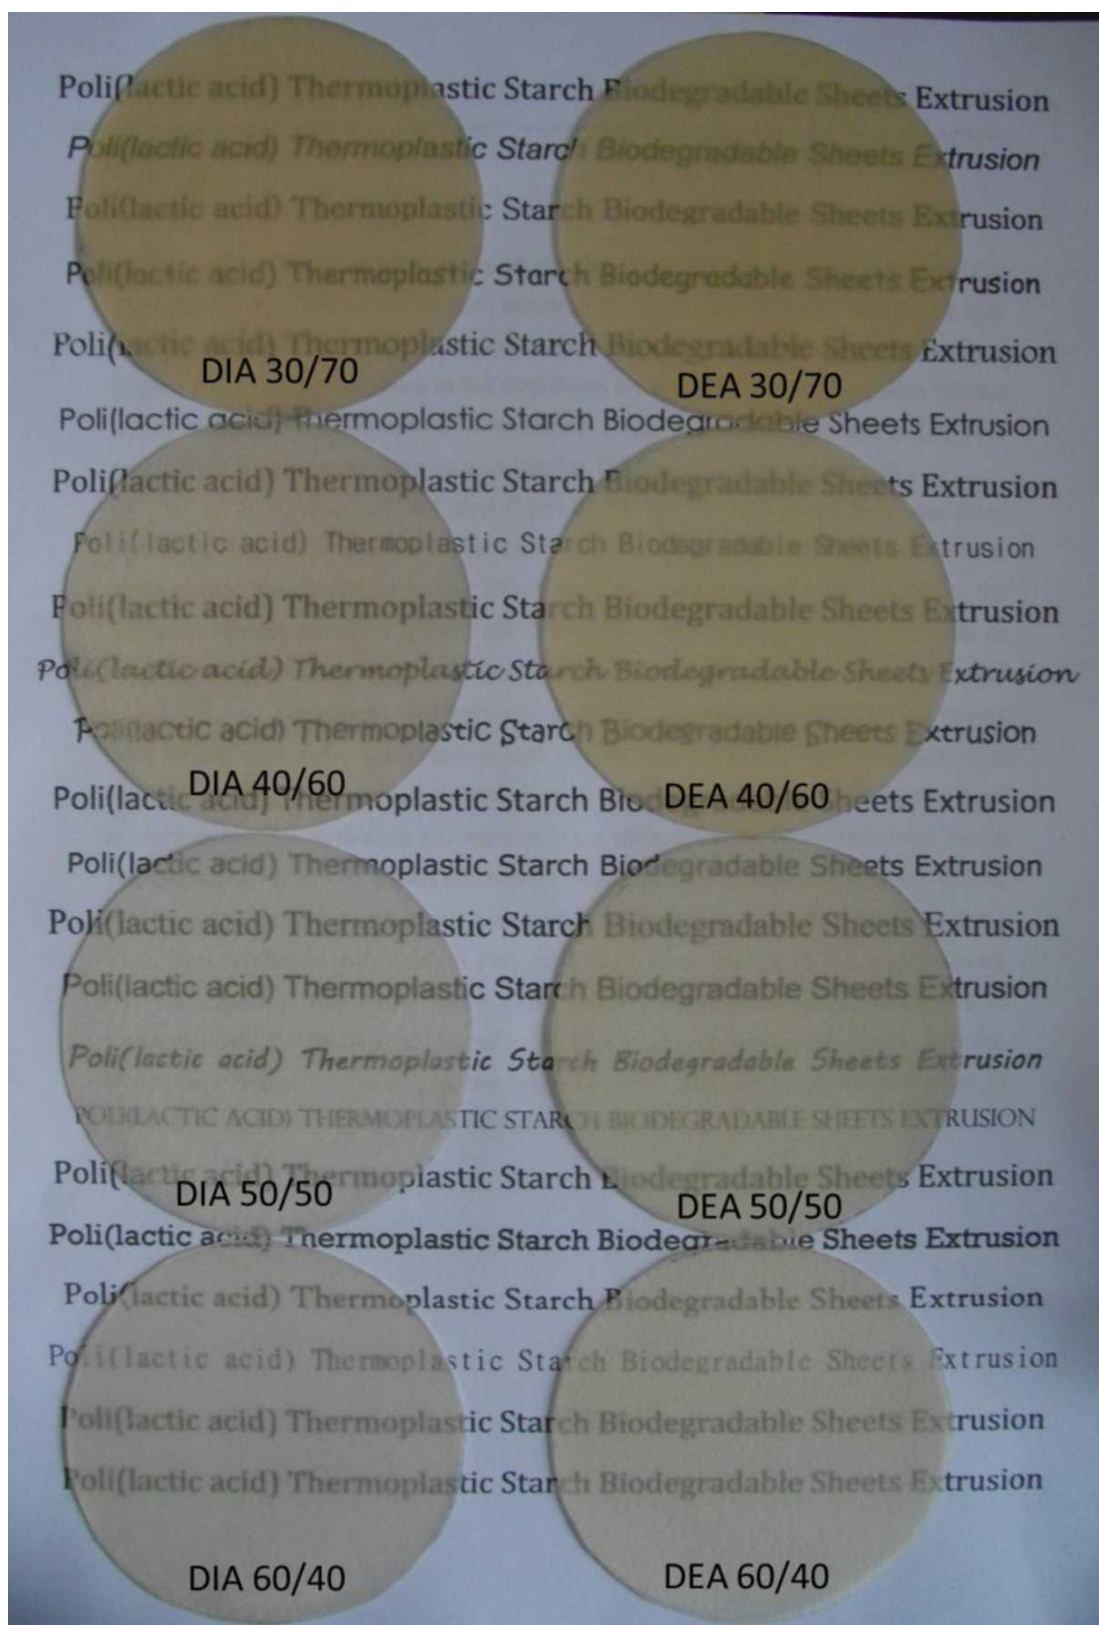 Poli(lactic acid) Thermoplastic Starch Biodegradable Sheets Extrusion
Poli(lactic acid) Thermoplastic Starch Biodegradable Sheets Extrusion
Poli(lactic acid) Thermoplastic Starch Biodegradable Sheets Extrusion
Poli(lactic acid) Thermoplastic Starch Biodegradable Sheets Extrusion
Poli(lactic acid) Thermoplastic Starch Biodegradable Sheets Extrusion
DIA 30/70 DEA 30/70
Poli(lactic acid) Thermoplastic Starch Biodegradable Sheets Extrusion
Poli(lactic acid) Thermoplastic Starch Biodegradable Sheets Extrusion
Poli(lactic acid) Thermoplastic Starch Biodegradable Sheets Extrusion
Poli(lactic acid) Thermoplastic Starch Biodegradable Sheets Extrusion
Poli(lactic acid) Thermoplastic Starch Biodegradable Sheets Extrusion
Poli(lactic acid) Thermoplastic Starch Biodegradable Sheets Extrusion
DIA 40/60 DEA 40/60
Poli(lactic acid) Thermoplastic Starch Biodegradable Sheets Extrusion
Poli(lactic acid) Thermoplastic Starch Biodegradable Sheets Extrusion
Poli(lactic acid) Thermoplastic Starch Biodegradable Sheets Extrusion
Poli(lactic acid) Thermoplastic Starch Biodegradable Sheets Extrusion
Poli(lactic acid) Thermoplastic Starch Biodegradable Sheets Extrusion
POLI(LACTIC ACID) THERMOPLASTIC STARCH BIODEGRADABLE SHEETS EXTRUSION
Poli(lactic acid) Thermoplastic Starch Biodegradable Sheets Extrusion
DIA 50/50 DEA 50/50
Poli(lactic acid) Thermoplastic Starch Biodegradable Sheets Extrusion
Poli(lactic acid) Thermoplastic Starch Biodegradable Sheets Extrusion
Poli(lactic acid) Thermoplastic Starch Biodegradable Sheets Extrusion
Poli(lactic acid) Thermoplastic Starch Biodegradable Sheets Extrusion
Poli(lactic acid) Thermoplastic Starch Biodegradable Sheets Extrusion
DIA 60/40 DEA 60/40